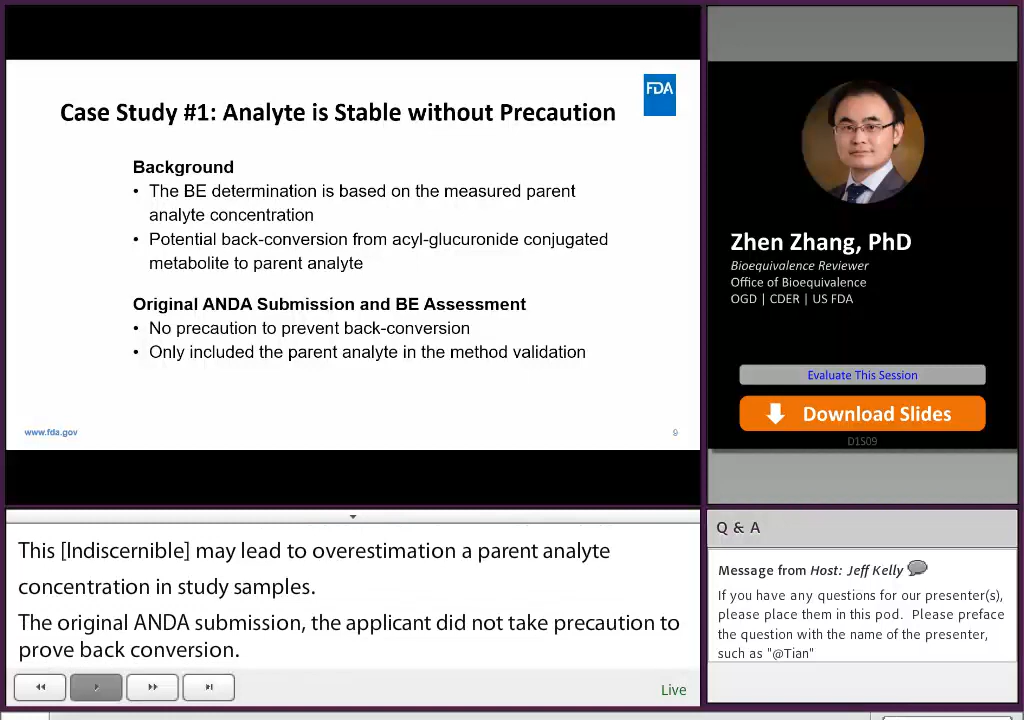 FDA
Case Study #1: Analyte is Stable without Precaution
Background
• The BE determination is based on the measured parent
analyte concentration
• Potential back-conversion from acyl-glucuronide conjugated
metabolite to parent analyte
Original ANDA Submission and BE Assessment
• No precaution to prevent back-conversion
• Only included the parent analyte in the method validation
www.fda.gov
9
Zhen Zhang, PhD
Bioequivalence Reviewer
Office of Bioequivalence
OGD | CDER | US FDA
Evaluate This Session
Download Slides
D1S09
This [Indiscernible] may lead to overestimation a parent analyte
concentration in study samples.
The original ANDA submission, the applicant did not take precaution to
prove back conversion.
Live
Q & A
Message from Host: Jeff Kelly
If you have any questions for our presenter(s),
please place them in this pod. Please preface
the question with the name of the presenter,
such as "@Tian"